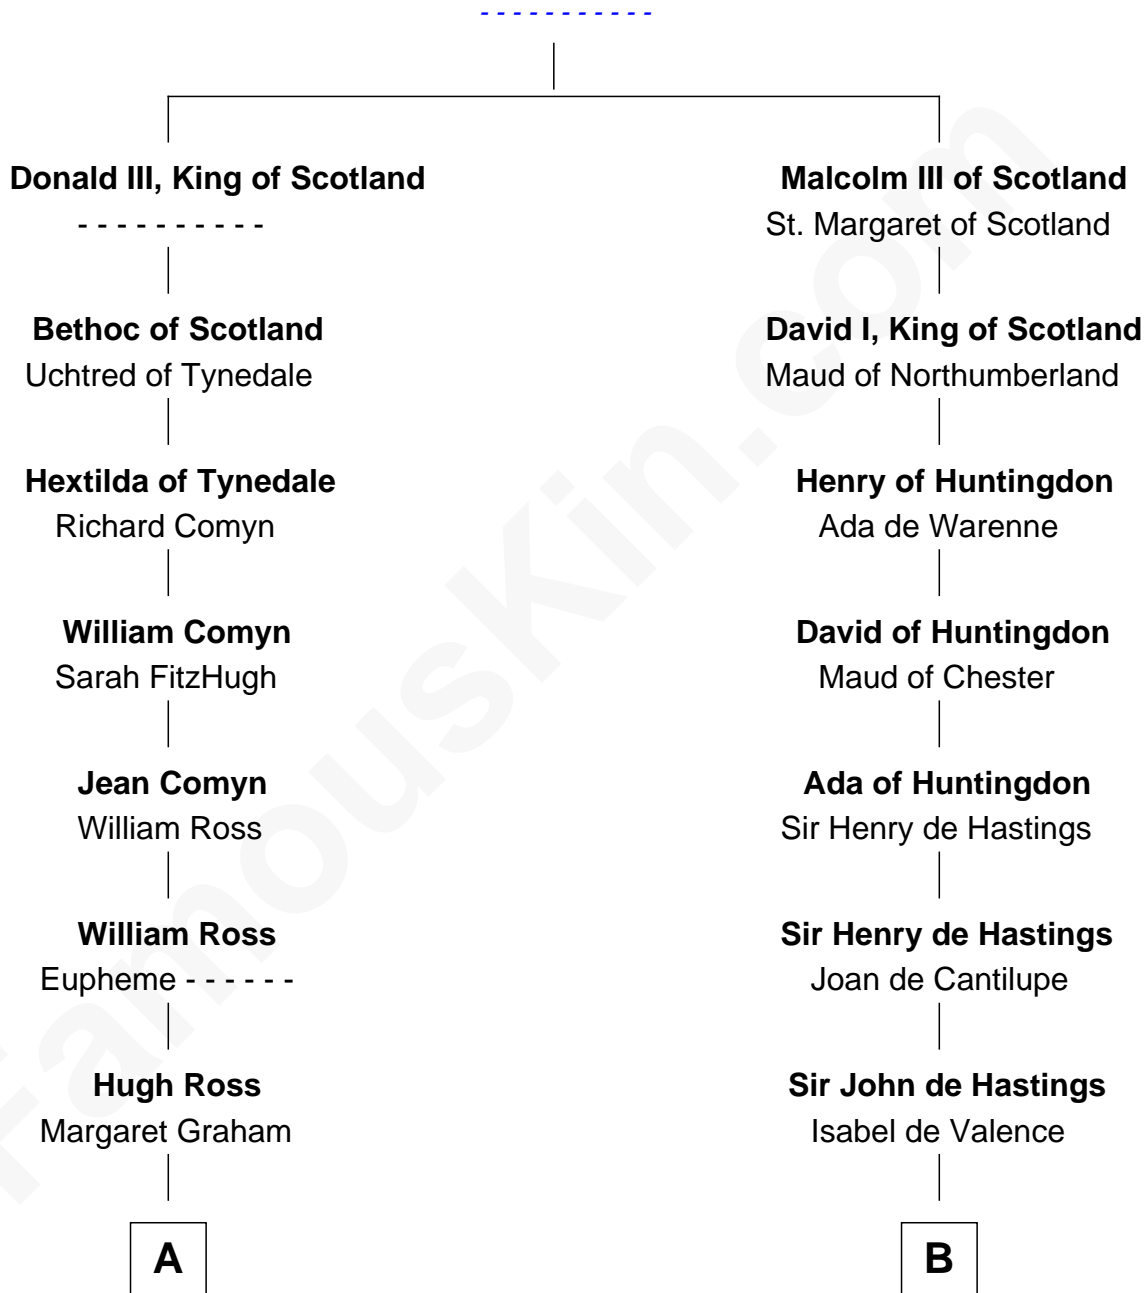 - - - - - - - - - - -
Donald III, King of Scotland
- - - - - - - - - -
Bethoc of Scotland
Uchtred of Tynedale
Hextilda of Tynedale
Richard Comyn
William Comyn
Sarah FitzHugh
Jean Comyn
William Ross
William Ross
Eupheme - - - - - -
Hugh Ross
Margaret Graham
A
Malcolm III of Scotland
St. Margaret of Scotland
David I, King of Scotland
Maud of Northumberland
Henry of Huntingdon
Ada de Warenne
David of Huntingdon
Maud of Chester
Ada of Huntingdon
Sir Henry de Hastings
Sir Henry de Hastings
Joan de Cantilupe
Sir John de Hastings
Isabel de Valence
B
FamousKin.com